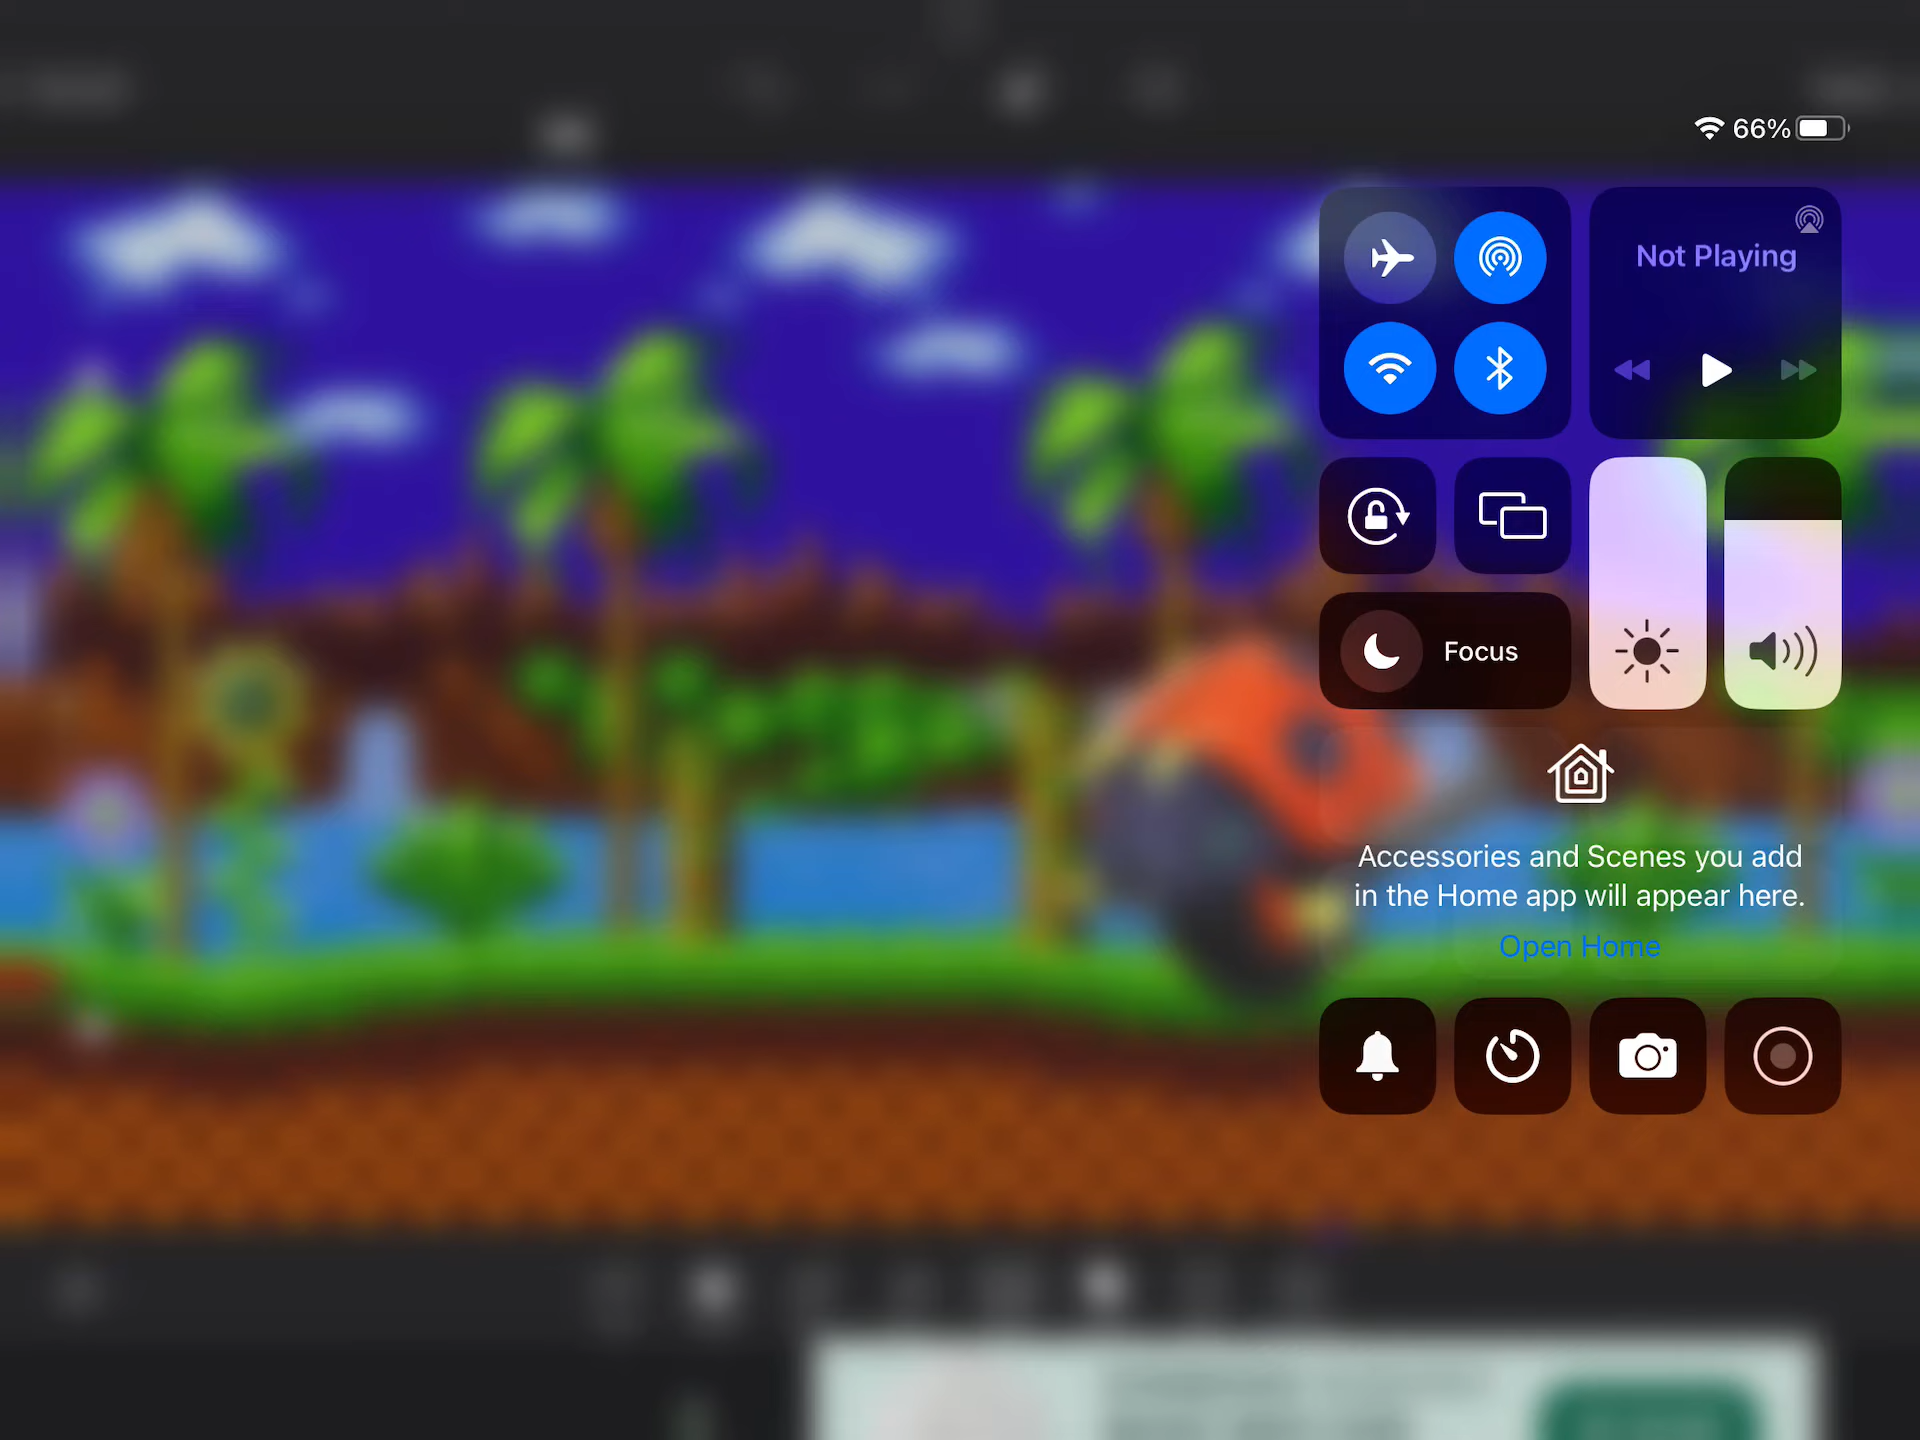 66%
Not Playing
Focus
Accessories and Scenes you add
in the Home app will appear here.
Open Home